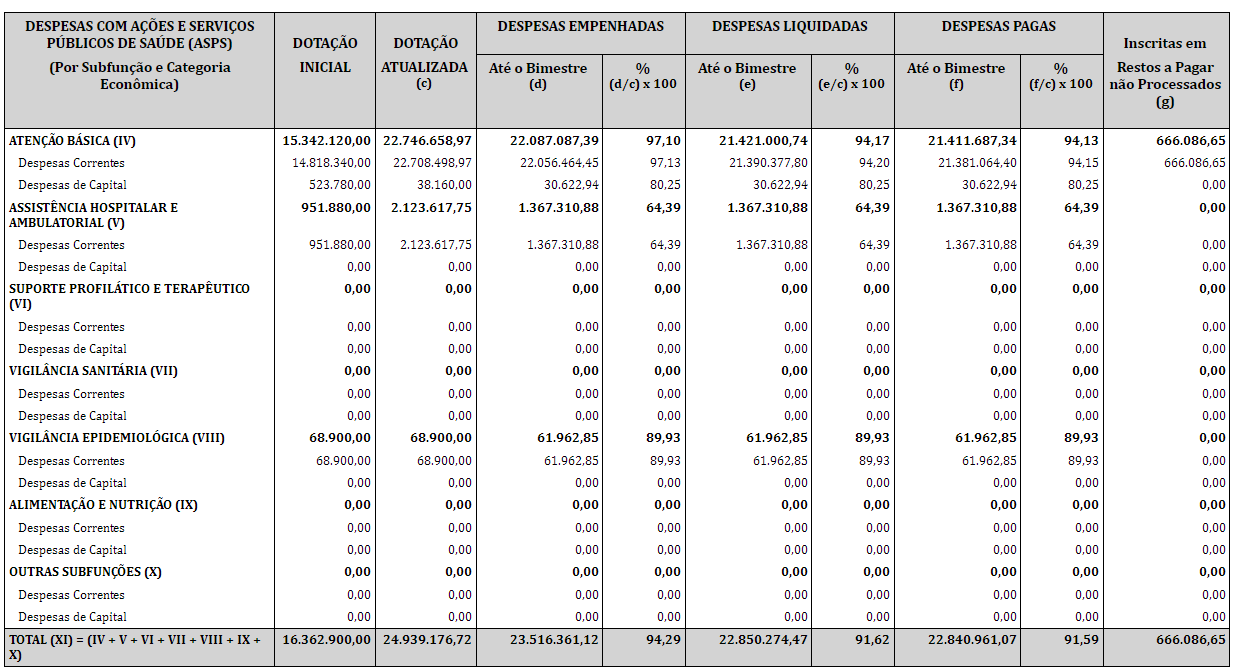 DESPESAS COM AÇÕES E SERVIÇOS PÚBLICOS DE SAÚDE (ASPS)
(Por Subfunção e Categoria Econômica)
DOTAÇÃO INICIAL
DOTAÇÃO ATUALIZADA (c)
DESPESAS EMPENHADAS
DESPESAS LIQUIDADAS
DESPESAS PAGAS
Inscritas em Restos a Pagar não Processados (g)
Até o Bimestre (d)
% (d/c) x 100
Até o Bimestre (e)
% (e/c) x 100
Até o Bimestre (f)
% (f/c) x 100
ATENÇÃO BÁSICA (IV) 15.342.120,00 22.746.658,97 22.087.087,39 97,10 21.421.000,74 94,17 21.411.687,34 94,13 666.086,65
Despesas Correntes 14.818.340,00 22.708.498,97 22.056.464,45 97,13 21.390.377,80 94,20 21.381.064,40 94,15 666.086,65
Despesas de Capital 523.780,00 38.160,00 30.622,94 80,25 30.622,94 80,25 30.622,94 80,25 0,00
ASSISTÊNCIA HOSPITALAR E AMBULATORIAL (V) 951.880,00 2.123.617,75 1.367.310,88 64,39 1.367.310,88 64,39 1.367.310,88 64,39 0,00
Despesas Correntes 951.880,00 2.123.617,75 1.367.310,88 64,39 1.367.310,88 64,39 1.367.310,88 64,39 0,00
Despesas de Capital 0,00 0,00 0,00 0,00 0,00 0,00 0,00 0,00 0,00
SUPORTE PROFILÁTICO E TERAPÊUTICO (VI) 0,00 0,00 0,00 0,00 0,00 0,00 0,00 0,00 0,00
Despesas Correntes 0,00 0,00 0,00 0,00 0,00 0,00 0,00 0,00 0,00
Despesas de Capital 0,00 0,00 0,00 0,00 0,00 0,00 0,00 0,00 0,00
VIGILÂNCIA SANITÁRIA (VII) 0,00 0,00 0,00 0,00 0,00 0,00 0,00 0,00 0,00
Despesas Correntes 0,00 0,00 0,00 0,00 0,00 0,00 0,00 0,00 0,00
Despesas de Capital 0,00 0,00 0,00 0,00 0,00 0,00 0,00 0,00 0,00
VIGILÂNCIA EPIDEMIOLÓGICA (VIII) 68.900,00 68.900,00 61.962,85 89,93 61.962,85 89,93 61.962,85 89,93 0,00
Despesas Correntes 68.900,00 68.900,00 61.962,85 89,93 61.962,85 89,93 61.962,85 89,93 0,00
Despesas de Capital 0,00 0,00 0,00 0,00 0,00 0,00 0,00 0,00 0,00
ALIMENTAÇÃO E NUTRIÇÃO (IX) 0,00 0,00 0,00 0,00 0,00 0,00 0,00 0,00 0,00
Despesas Correntes 0,00 0,00 0,00 0,00 0,00 0,00 0,00 0,00 0,00
Despesas de Capital 0,00 0,00 0,00 0,00 0,00 0,00 0,00 0,00 0,00
OUTRAS SUBFUNÇÕES (X) 0,00 0,00 0,00 0,00 0,00 0,00 0,00 0,00 0,00
Despesas Correntes 0,00 0,00 0,00 0,00 0,00 0,00 0,00 0,00 0,00
Despesas de Capital 0,00 0,00 0,00 0,00 0,00 0,00 0,00 0,00 0,00
TOTAL (XI) = (IV + V + VI + VII + VIII + IX + X) 16.362.900,00 24.939.176,72 23.516.361,12 94,29 22.850.274,47 91,62 22.840.961,07 91,59 666.086,65